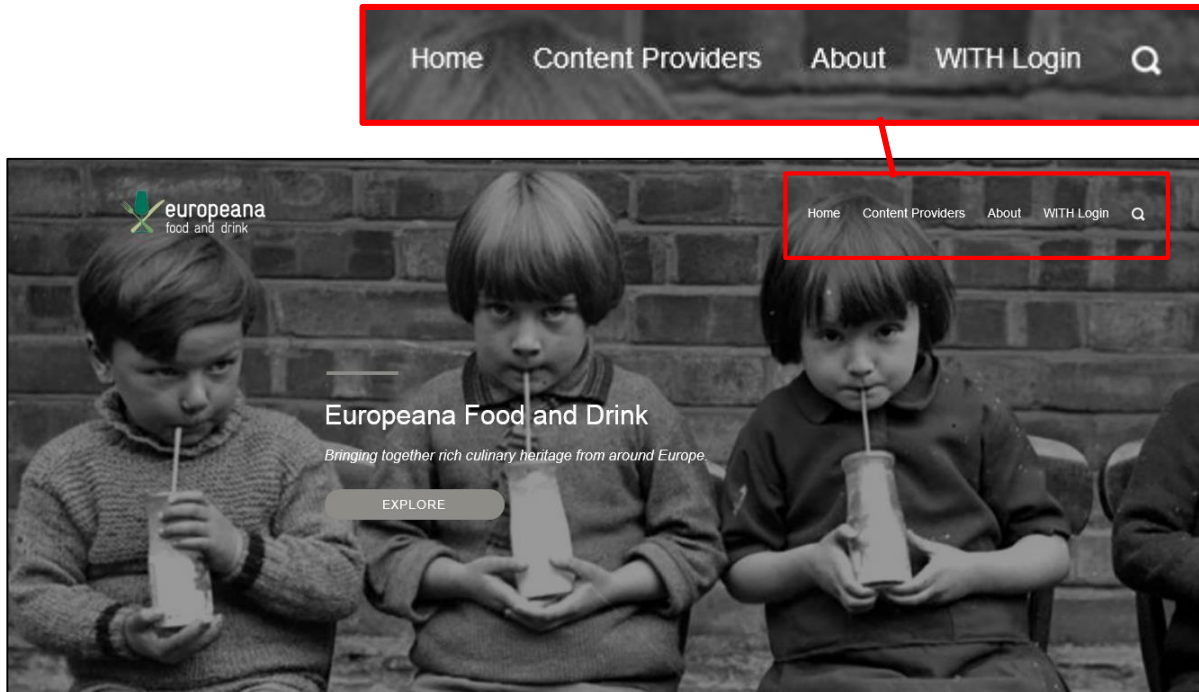 Home Content Providers About WITH Login
europeana
food and drink
Home Content Providers About WITH Login
Europeana Food and Drink
Bringing together rich culinary heritage from around Europe.
EXPLORE